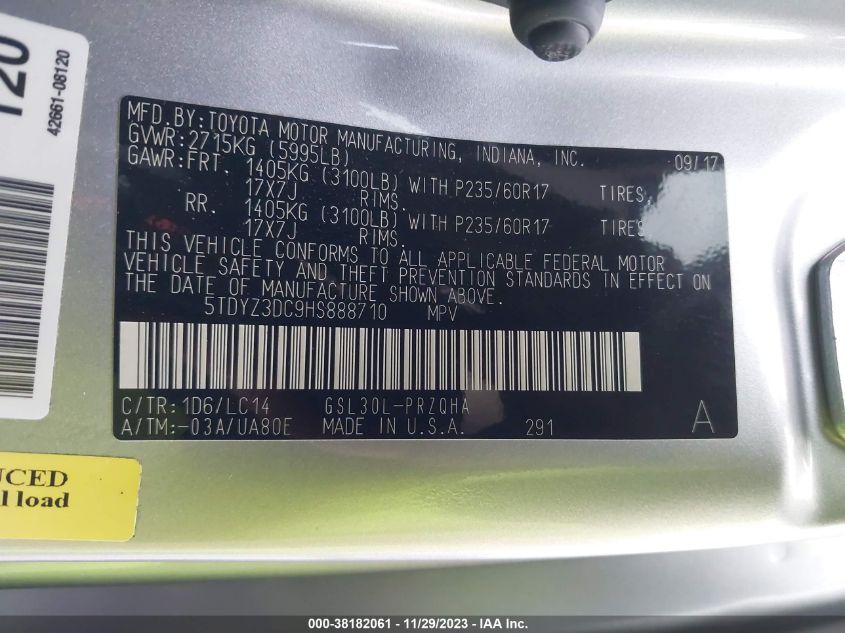 120
42661-08120
MFD.BY:TOYOTA MOTOR MANUFACTURING, INDIANA, INC. 09/17
GVWR:2715KG (5995LB)
GAWR:FRT. 1405KG (3100LB) WITH P235/60R17 TIRES,
17X7J RIMS.
RR. 1405KG (3100LB) WITH P235/60R17 TIRES,
17X7J RIMS.
THIS VEHICLE CONFORMS TO ALL APPLICABLE FEDERAL MOTOR
VEHICLE SAFETY AND THEFT PREVENTION STANDARDS IN EFFECT ON
THE DATE OF MANUFACTURE SHOWN ABOVE.
5TDYZ3DC9HS888710 MPV
C/TR:1D6/LC14 GSL30L-PRZQHA
A/TM:-03A/UA80E MADE IN U.S.A. 291 A
UCED
l load
000-38182061 - 11/29/2023 - IAA Inc.